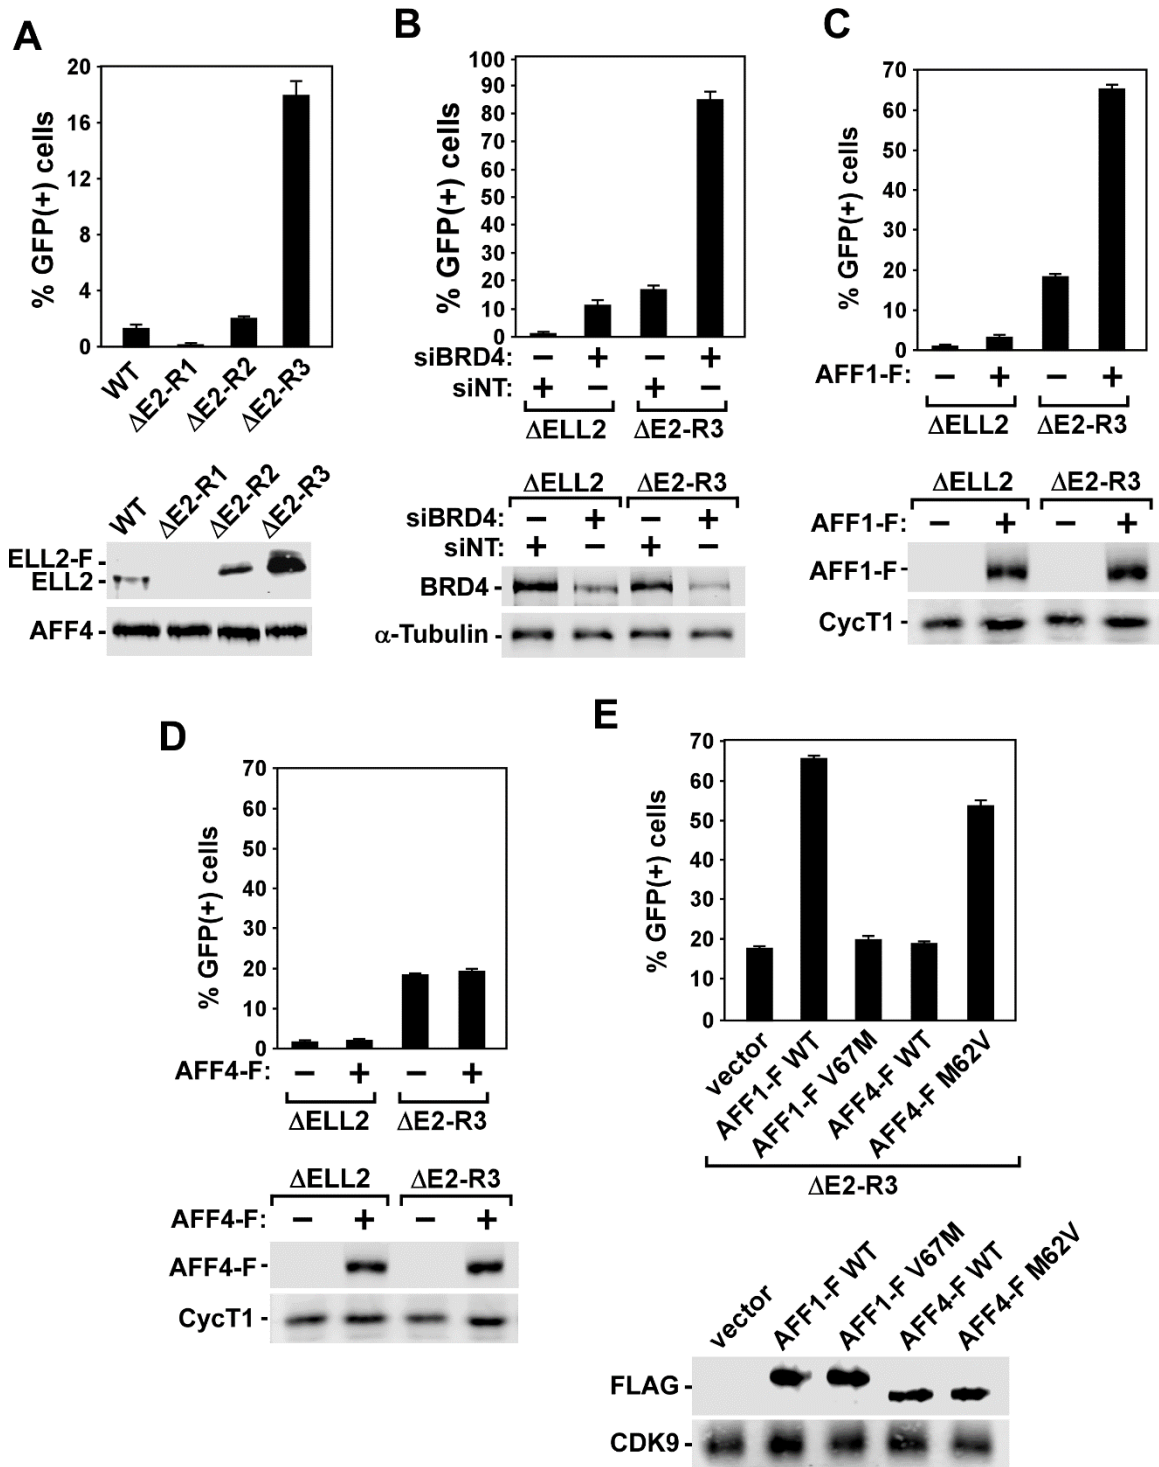 A
% GFP(+) cells
20
16
12
8
4
0
WT
ΔE2-R1
ΔE2-R2
ΔE2-R3
WT
ΔE2-R1
ΔE2-R2
ΔE2-R3
ELL2-F
ELL2
AFF4
B
% GFP(+) cells
100
90
80
70
60
50
40
30
20
10
0
siBRD4: − + − +
siNT: + − + −
ΔELL2 ΔE2-R3
ΔELL2 ΔE2-R3
siBRD4: − + − +
siNT: + − + −
BRD4
α-Tubulin
C
% GFP(+) cells
70
60
50
40
30
20
10
0
AFF1-F: − + − +
ΔELL2 ΔE2-R3
ΔELL2 ΔE2-R3
AFF1-F: − + − +
AFF1-F
CycT1
D
% GFP(+) cells
70
60
50
40
30
20
10
0
AFF4-F: − + − +
ΔELL2 ΔE2-R3
ΔELL2 ΔE2-R3
AFF4-F: − + − +
AFF4-F
CycT1
E
% GFP(+) cells
70
60
50
40
30
20
10
0
vector
AFF1-F WT
AFF1-F V67M
AFF4-F WT
AFF4-F M62V
ΔE2-R3
vector
AFF1-F WT
AFF1-F V67M
AFF4-F WT
AFF4-F M62V
FLAG
CDK9